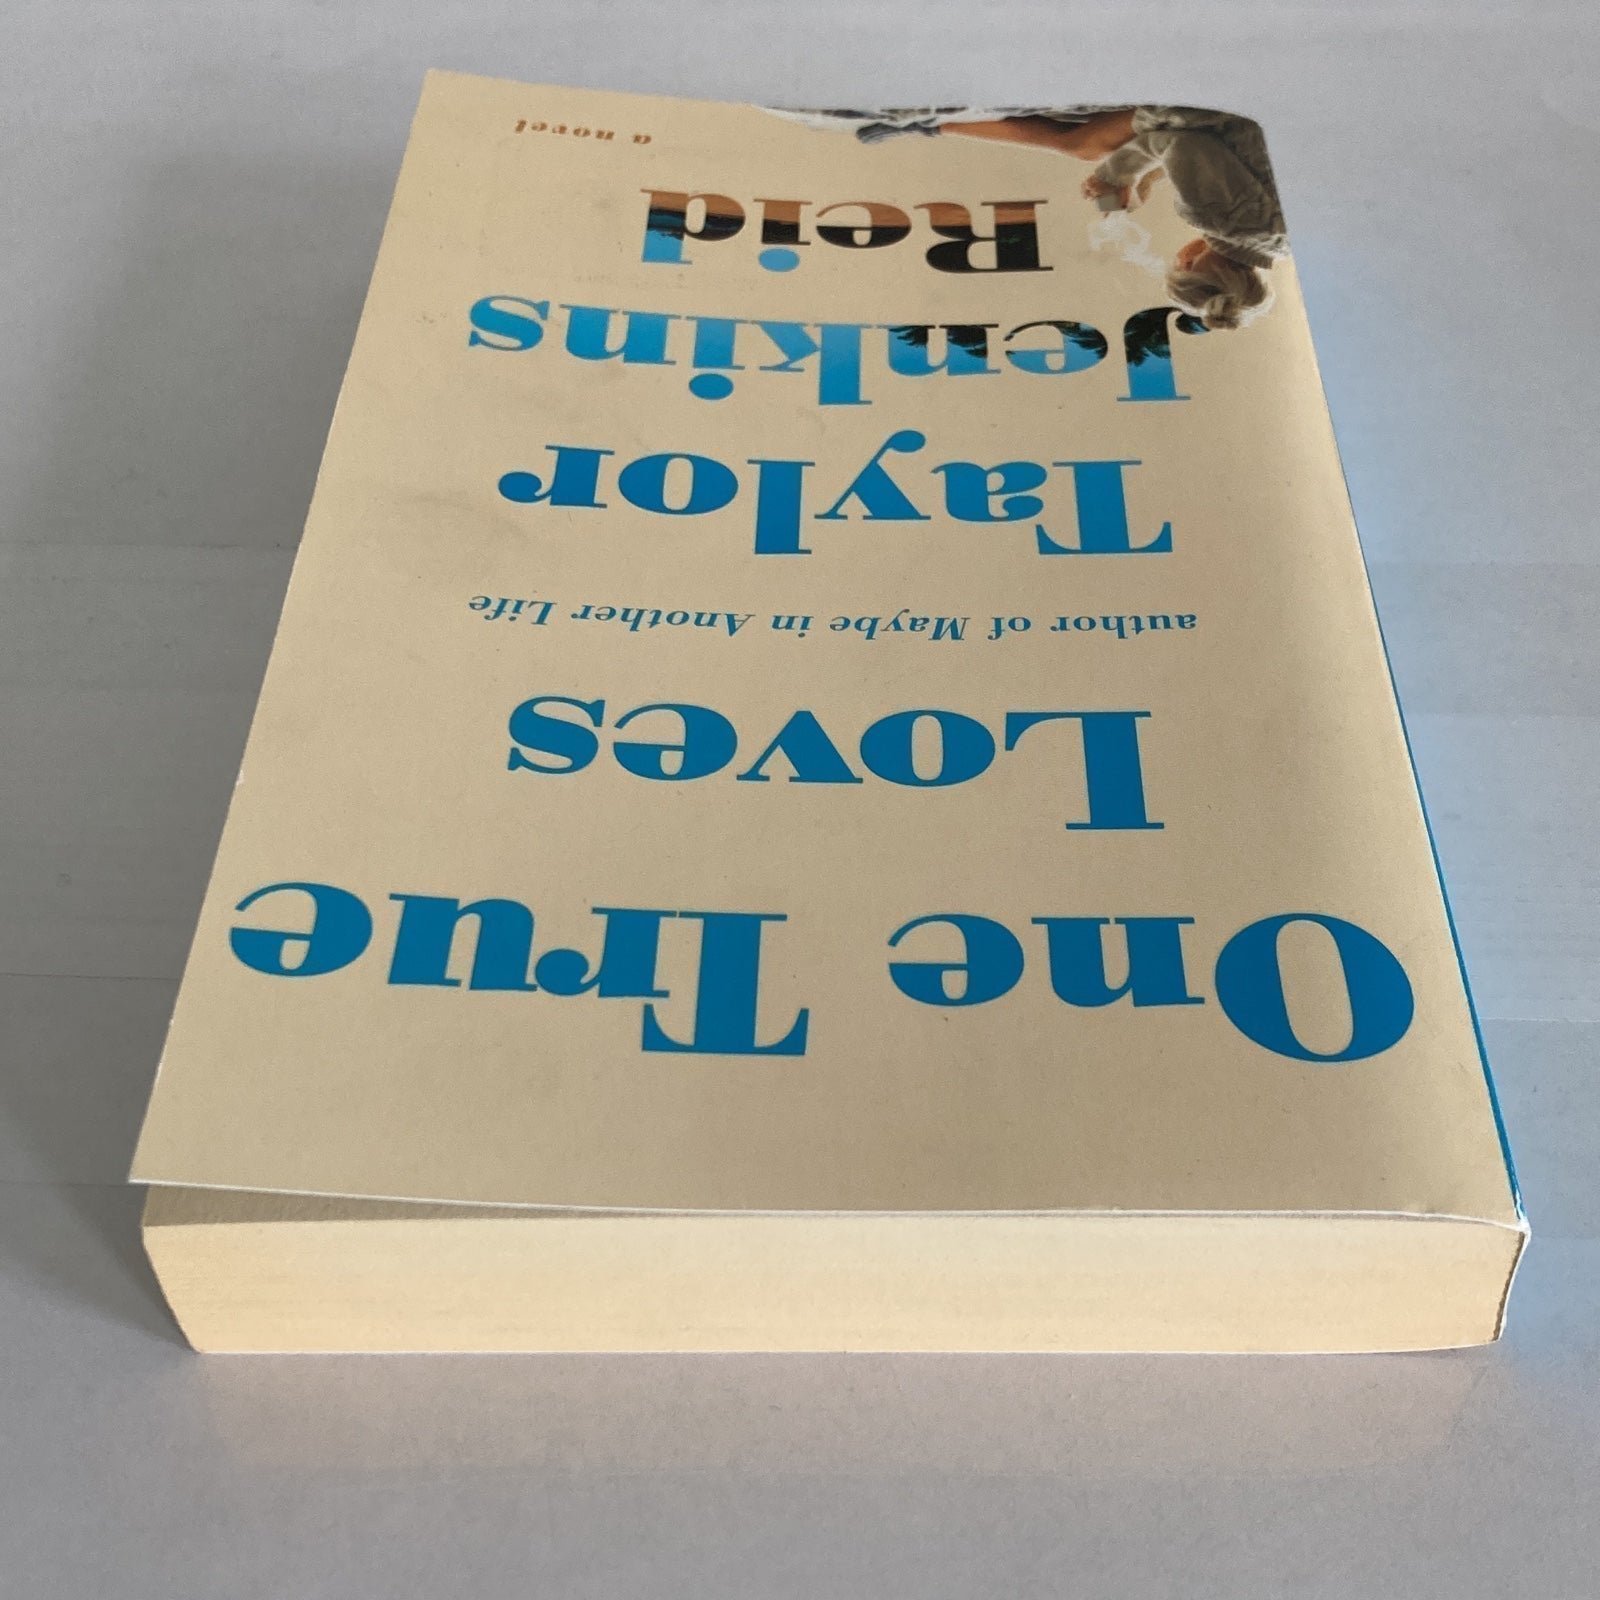 One True
Loves
author of Maybe in Another Life
Taylor
Jenkins
Reid
a novel